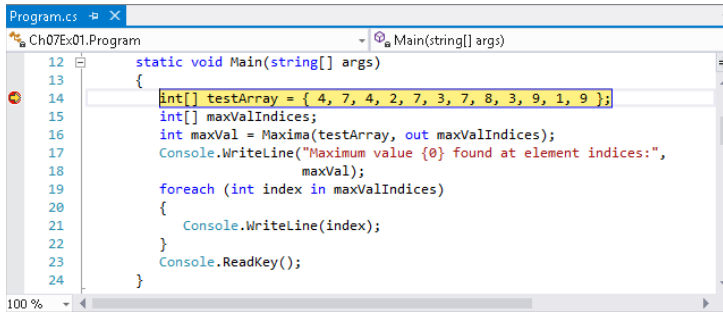 Program.cs
Ch07Ex01.Program Main(string[] args)
12 static void Main(string[] args)
13 {
14 int[] testArray = { 4, 7, 4, 2, 7, 3, 7, 8, 3, 9, 1, 9 };
15 int[] maxValIndices;
16 int maxVal = Maxima(testArray, out maxValIndices);
17 Console.WriteLine("Maximum value {0} found at element indices:",
18 maxVal);
19 foreach (int index in maxValIndices)
20 {
21 Console.WriteLine(index);
22 }
23 Console.ReadKey();
24 }
100 %